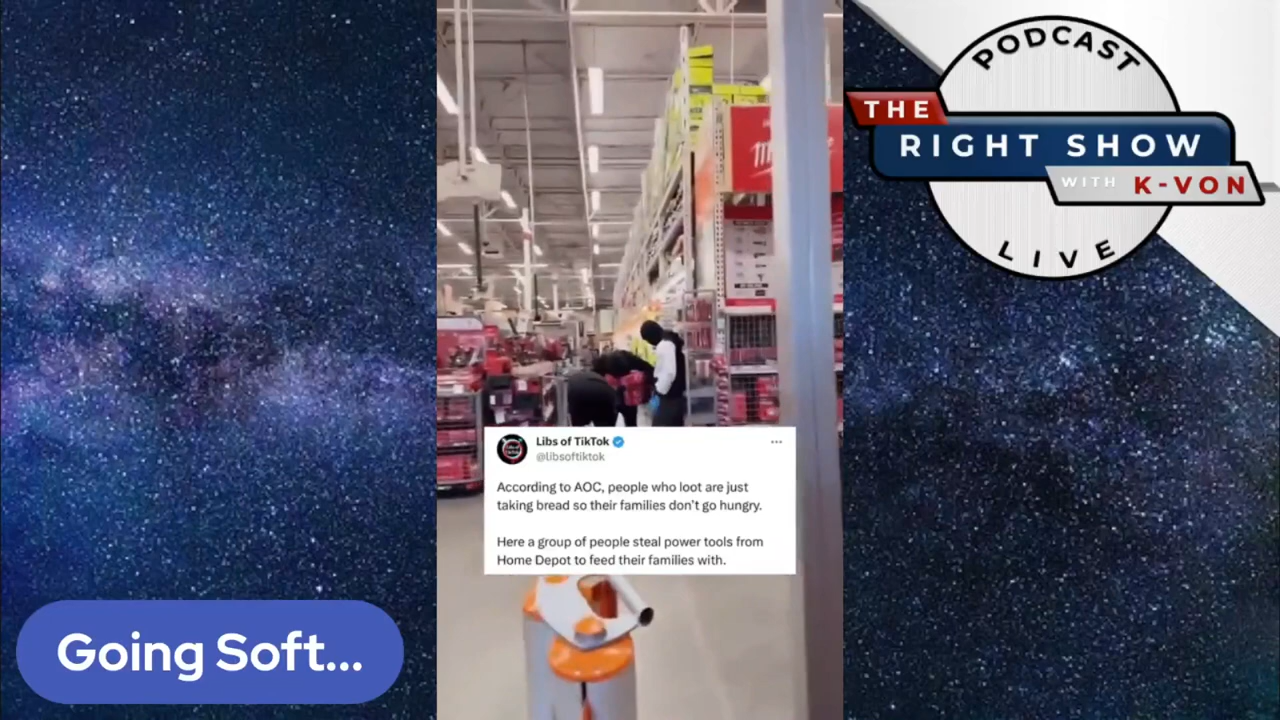 PODCAST
THE
RIGHT SHOW
WITH K-VON
LIVE
Libs of TikTok
@libsoftiktok
According to AOC, people who loot are just
taking bread so their families don't go hungry.
Here a group of people steal power tools from
Home Depot to feed their families with.
Going Soft...